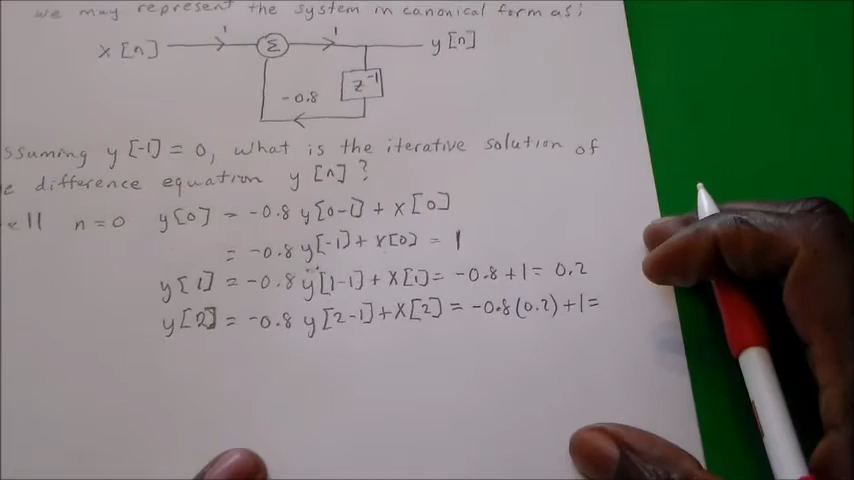 we may represent the system in canonical form as:
x[n] 1 Σ 1 y[n]
-0.8 z⁻¹
ssuming y[-1] = 0, what is the iterative solution of
e difference equation y[n]?
ell n=0 y[0] = -0.8 y[0-1] + x[0]
= -0.8 y[-1] + x[0] = 1
y[1] = -0.8 y[1-1] + x[1] = -0.8 + 1 = 0.2
y[2] = -0.8 y[2-1] + x[2] = -0.8(0.2) + 1 =